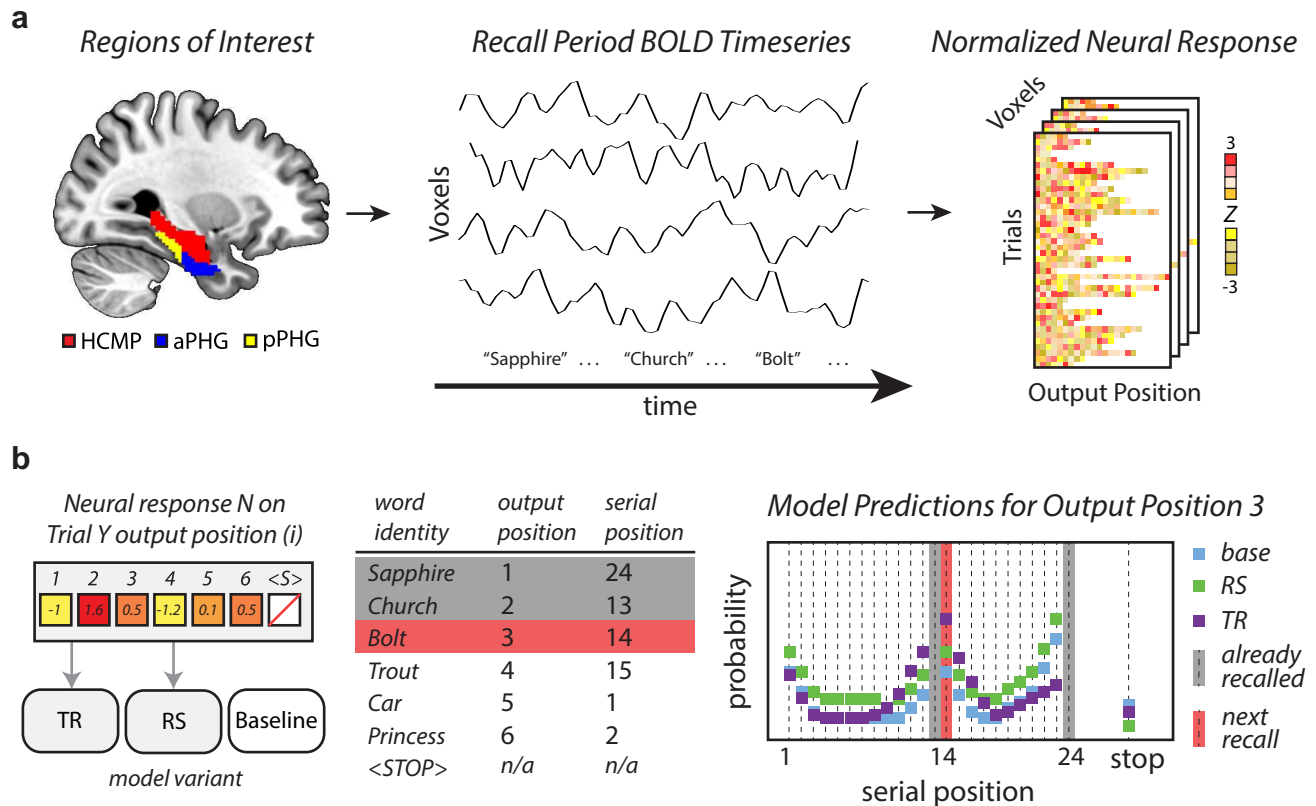 a
Regions of Interest
Recall Period BOLD Timeseries
Normalized Neural Response
HCMP aPHG pPHG
Voxels
"Sapphire" ... "Church" ... "Bolt" ...
time
Voxels
Trials
Output Position
3
Z
-3
b
Neural response N on
Trial Y output position (i)
1 2 3 4 5 6 <S>
-1 1.6 0.5 -1.2 0.1 0.5
TR RS Baseline
model variant
word identity output position serial position
Sapphire 1 24
Church 2 13
Bolt 3 14
Trout 4 15
Car 5 1
Princess 6 2
<STOP> n/a n/a
Model Predictions for Output Position 3
probability
1 14 24 stop
serial position
base
RS
TR
already
recalled
next
recall